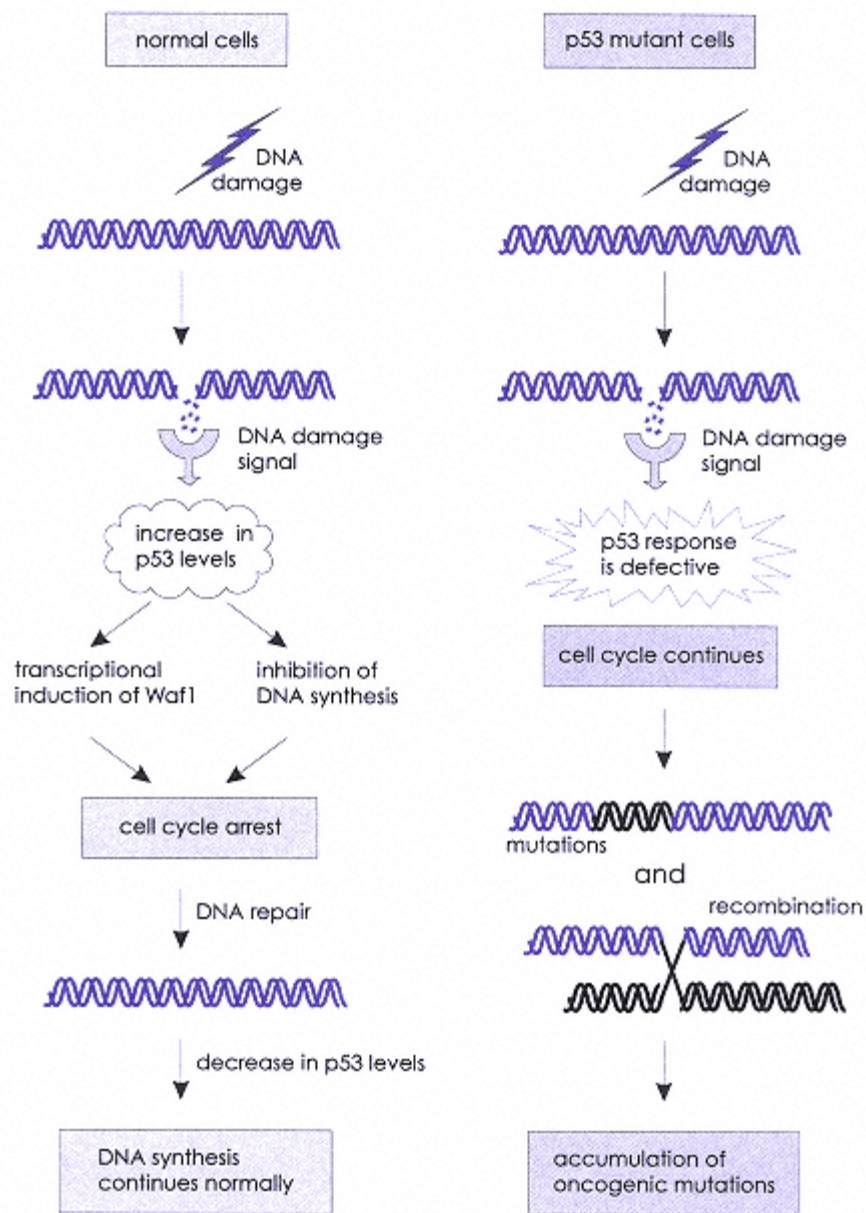 normal cells
DNA
damage
DNA damage
signal
increase in
p53 levels
transcriptional
induction of Waf1
inhibition of
DNA synthesis
cell cycle arrest
DNA repair
decrease in p53 levels
DNA synthesis
continues normally
p53 mutant cells
DNA
damage
DNA damage
signal
p53 response
is defective
cell cycle continues
mutations
and
recombination
accumulation of
oncogenic mutations